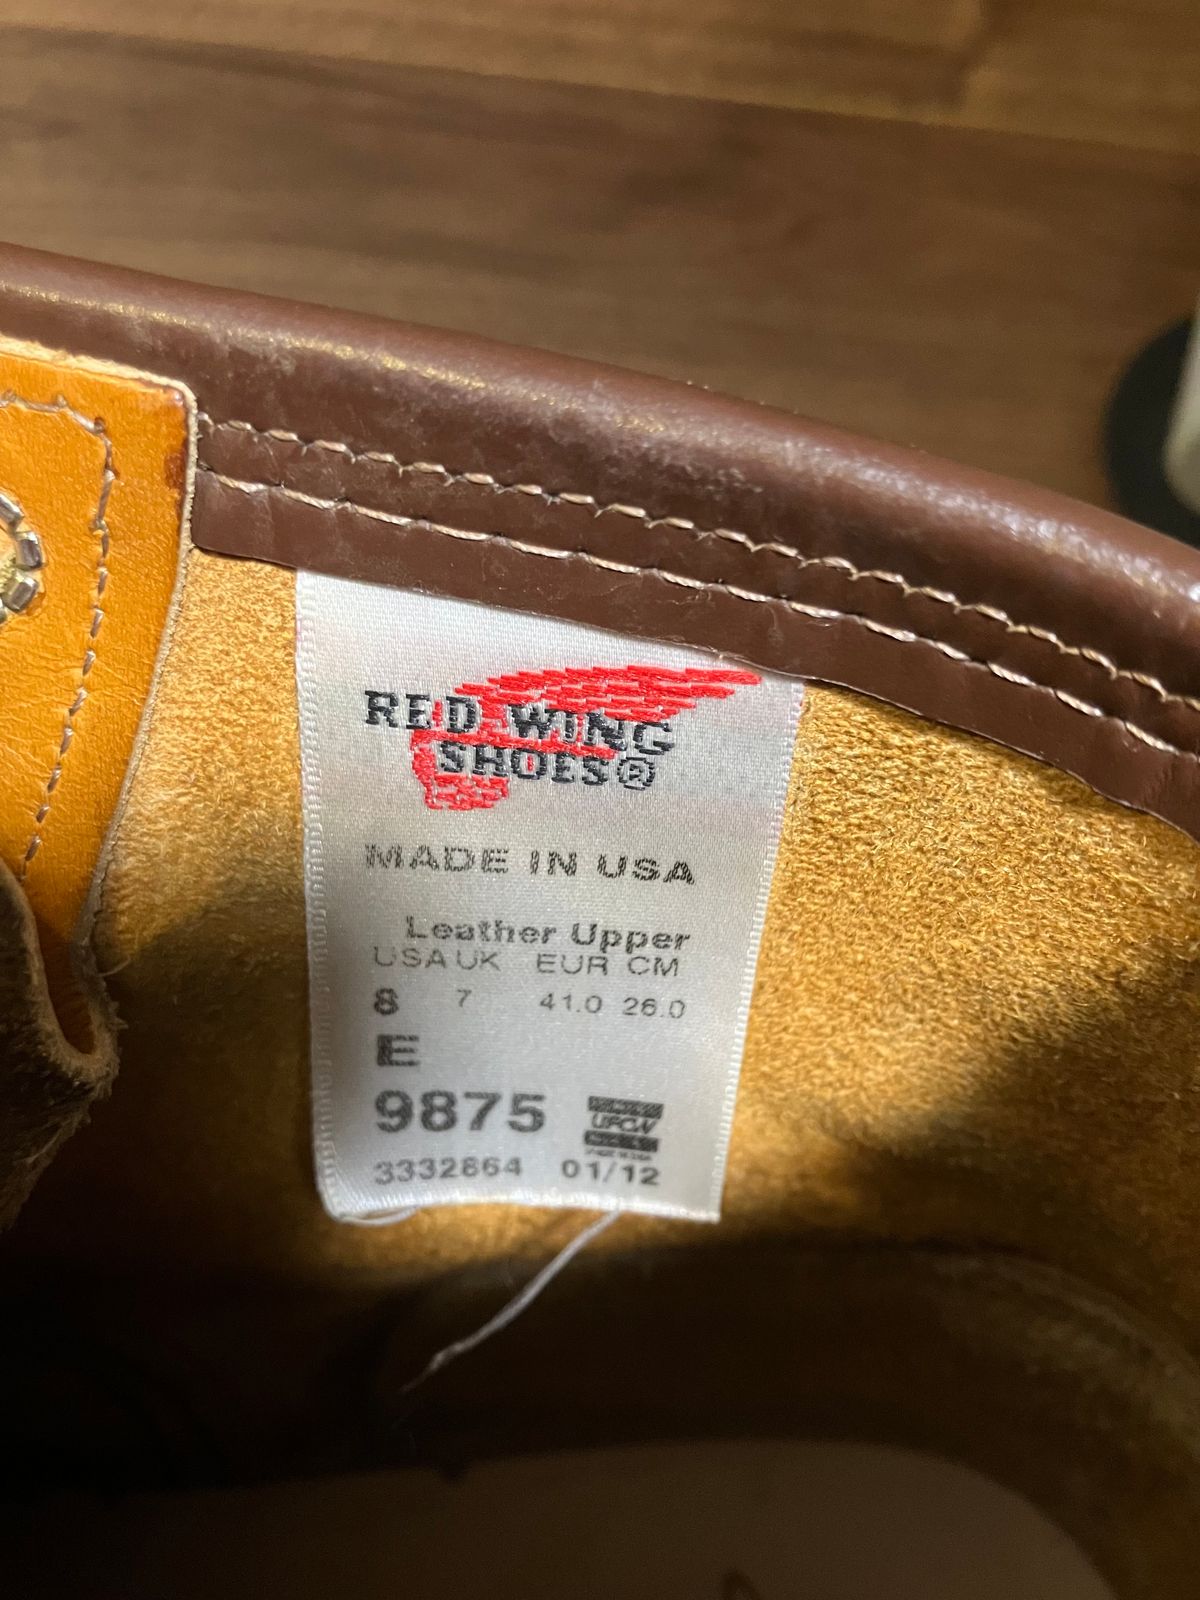 RED WING
SHOES®
MADE IN USA
Leather Upper
USA UK EUR CM
8 7 41.0 26.0
E
9875
UFCW
3332864 01/12